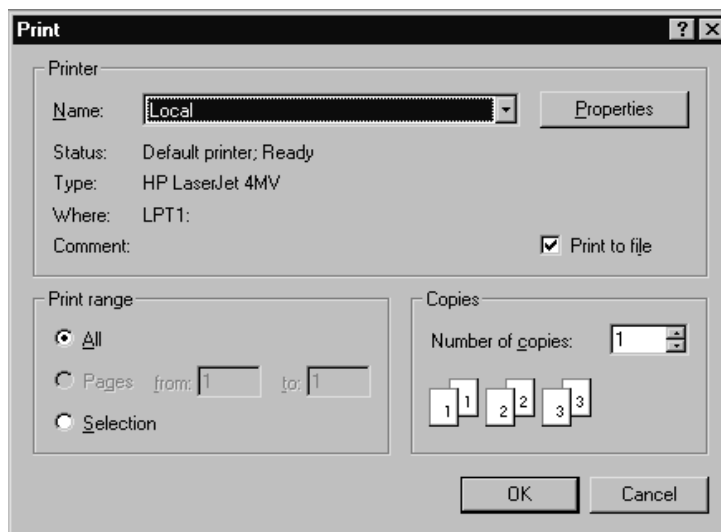 Print
Printer
Name: Local Properties
Status: Default printer; Ready
Type: HP LaserJet 4MV
Where: LPT1:
Comment: Print to file
Print range
All
Pages from: 1 to: 1
Selection
Copies
Number of copies: 1
1 1 2 2 3 3
OK Cancel